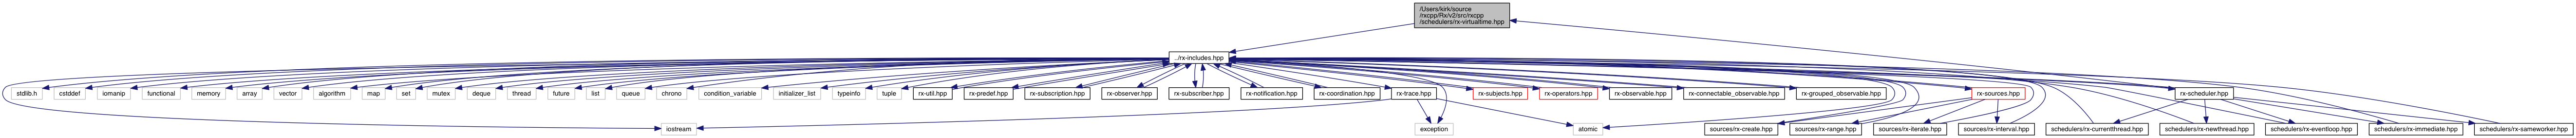 /Users/kirk/source
/rxcpp/Rx/v2/src/rxcpp
/schedulers/rx-virtualtime.hpp
../rx-includes.hpp
stdlib.h
cstddef
iomanip
functional
memory
array
vector
algorithm
map
set
mutex
deque
thread
future
list
queue
chrono
condition_variable
initializer_list
typeinfo
tuple
rx-util.hpp
rx-predef.hpp
rx-subscription.hpp
rx-observer.hpp
rx-subscriber.hpp
rx-notification.hpp
rx-coordination.hpp
rx-trace.hpp
rx-subjects.hpp
rx-operators.hpp
rx-observable.hpp
rx-connectable_observable.hpp
rx-grouped_observable.hpp
rx-sources.hpp
rx-scheduler.hpp
iostream
exception
atomic
sources/rx-create.hpp
sources/rx-range.hpp
sources/rx-iterate.hpp
sources/rx-interval.hpp
schedulers/rx-currentthread.hpp
schedulers/rx-newthread.hpp
schedulers/rx-eventloop.hpp
schedulers/rx-immediate.hpp
schedulers/rx-sameworker.hpp